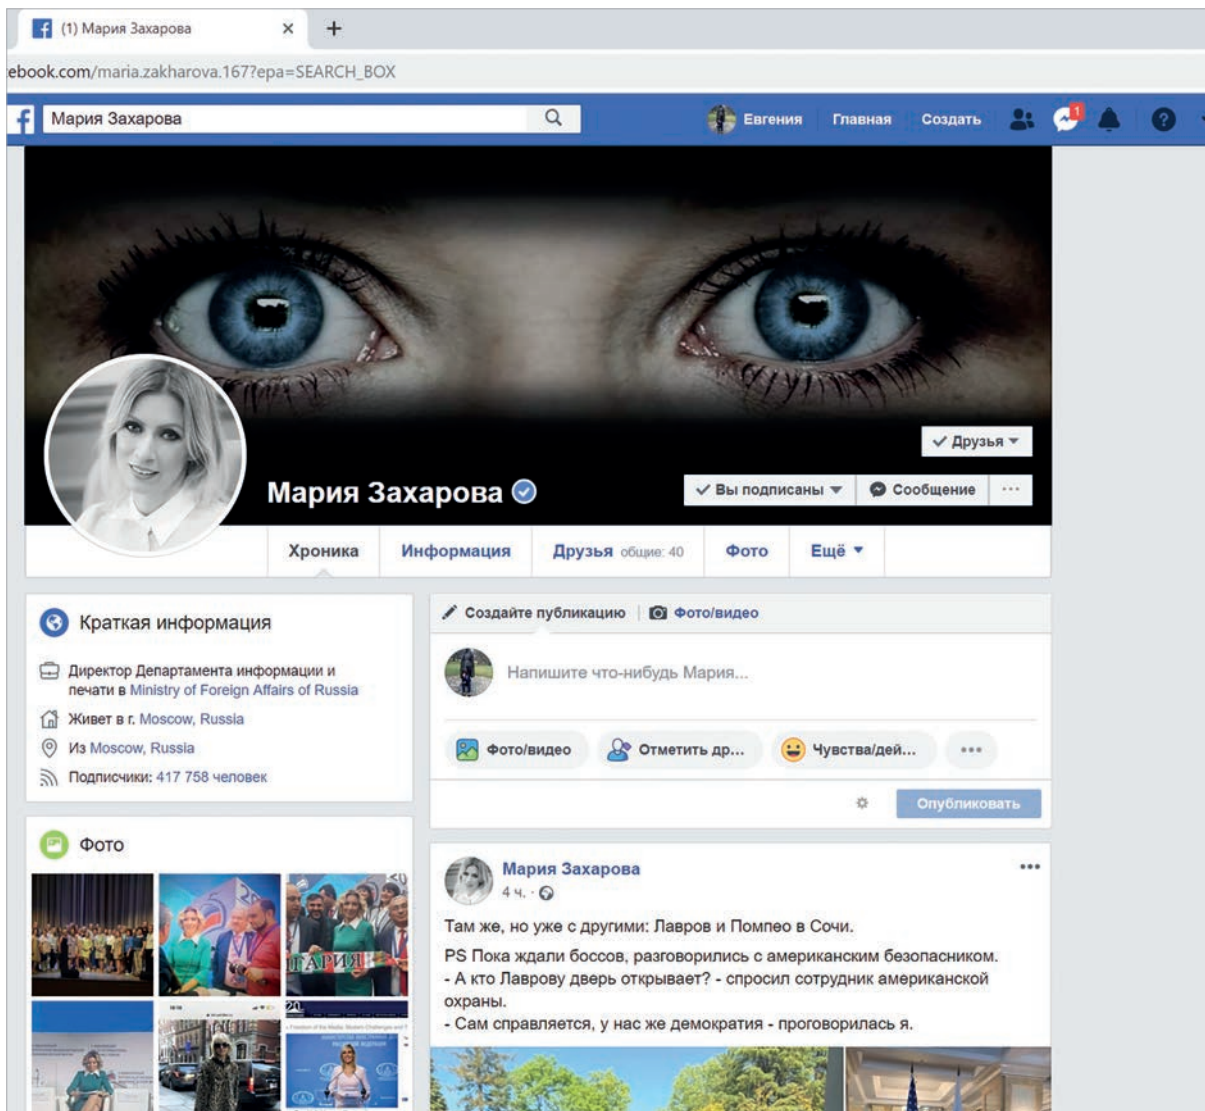 (1) Мария Захарова
ebook.com/maria.zakharova.167?epa=SEARCH_BOX
Мария Захарова
Евгения Главная Создать
1
Друзья
Мария Захарова
Вы подписаны Сообщение
Хроника Информация Друзья общие: 40 Фото Ещё
Краткая информация
Директор Департамента информации и
печати в Ministry of Foreign Affairs of Russia
Живет в г. Moscow, Russia
Из Moscow, Russia
Подписчики: 417 758 человек
Фото
ГАРИЯ
Создайте публикацию Фото/видео
Напишите что-нибудь Мария...
Фото/видео Отметить др... Чувства/дей...
Опубликовать
Мария Захарова
4 ч.
Там же, но уже с другими: Лавров и Помпео в Сочи.
PS Пока ждали боссов, разговорились с американским безопасником.
- А кто Лаврову дверь открывает? - спросил сотрудник американской
охраны.
- Сам справляется, у нас же демократия - проговорилась я.